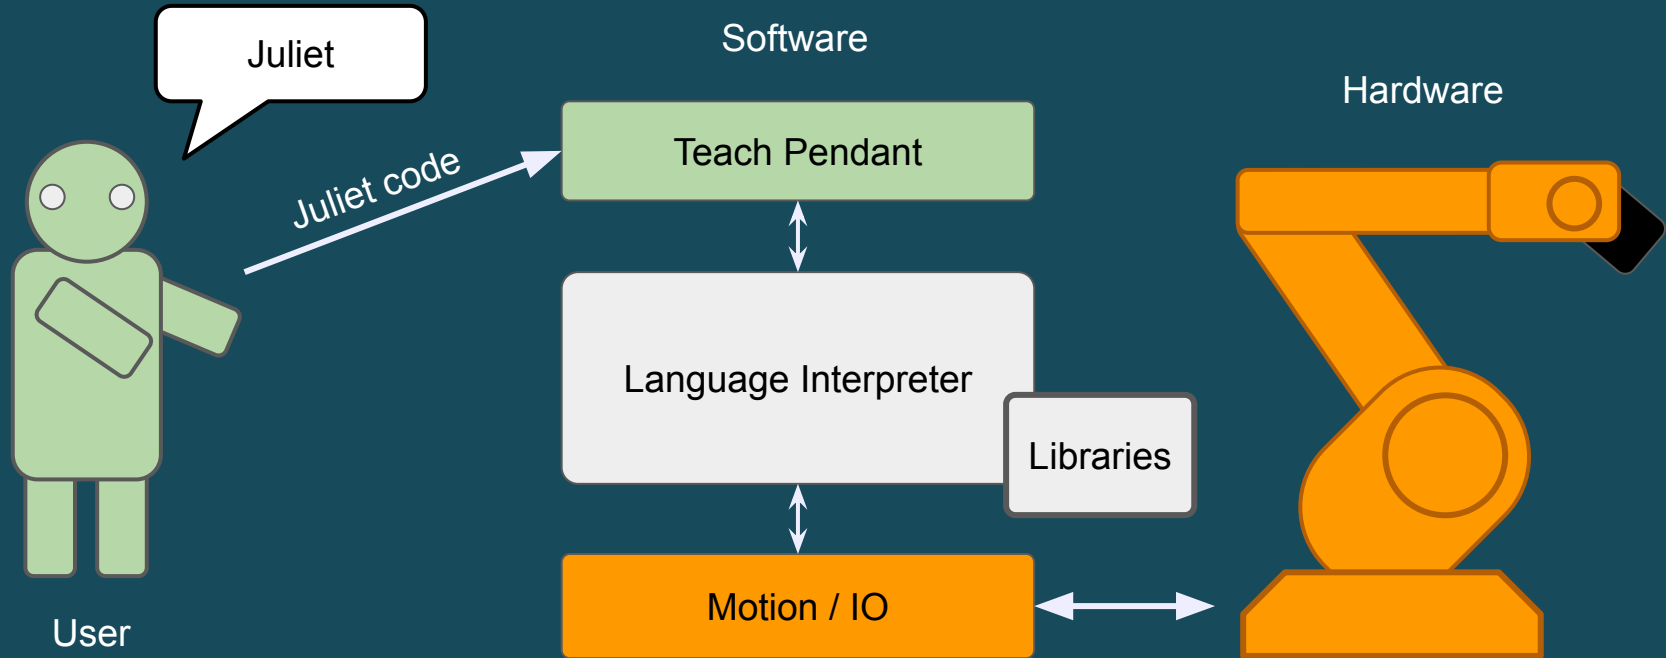 Juliet
Software
Hardware
Juliet code
Teach Pendant
Language Interpreter
Libraries
Motion / IO
User